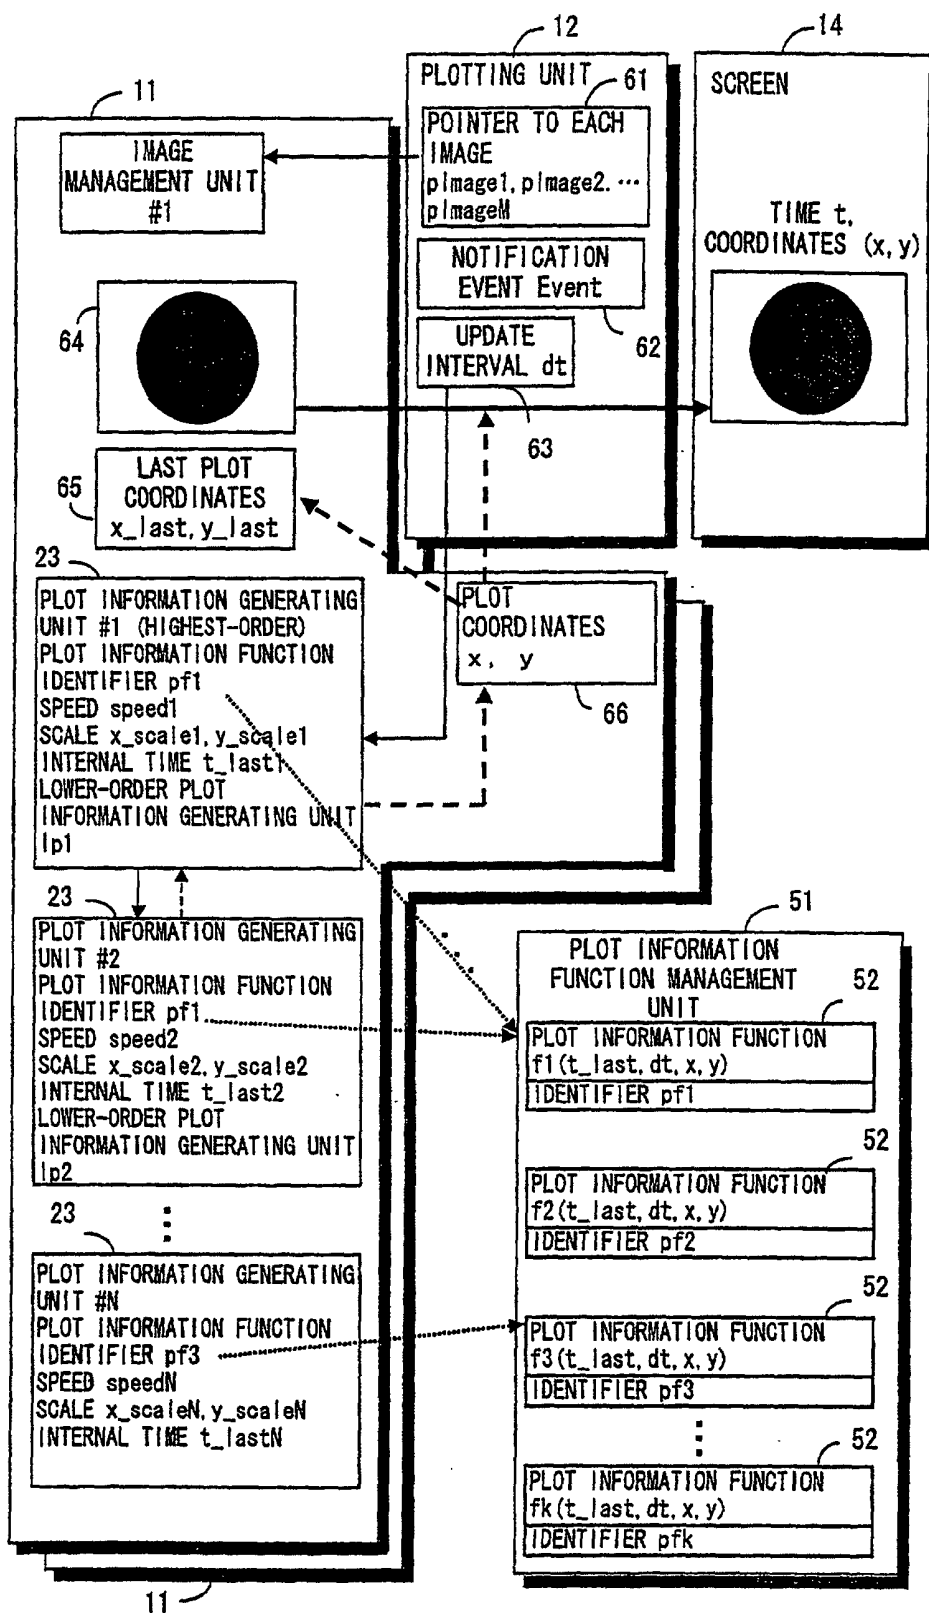 11
IMAGE
MANAGEMENT UNIT
#1
64
65
LAST PLOT
COORDINATES
x_last, y_last
23
PLOT INFORMATION GENERATING
UNIT #1 (HIGHEST-ORDER)
PLOT INFORMATION FUNCTION
IDENTIFIER pf1
SPEED speed1
SCALE x_scale1, y_scale1
INTERNAL TIME t_last1
LOWER-ORDER PLOT
INFORMATION GENERATING UNIT
lp1
23
PLOT INFORMATION GENERATING
UNIT #2
PLOT INFORMATION FUNCTION
IDENTIFIER pf1
SPEED speed2
SCALE x_scale2, y_scale2
INTERNAL TIME t_last2
LOWER-ORDER PLOT
INFORMATION GENERATING UNIT
lp2
23
PLOT INFORMATION GENERATING
UNIT #N
PLOT INFORMATION FUNCTION
IDENTIFIER pf3
SPEED speedN
SCALE x_scaleN, y_scaleN
INTERNAL TIME t_lastN
11
12
PLOTTING UNIT
61
POINTER TO EACH
IMAGE
pImage1, pImage2. …
pImageM
NOTIFICATION
EVENT Event
62
UPDATE
INTERVAL dt
63
PLOT
COORDINATES
x, y
66
14
SCREEN
TIME t,
COORDINATES (x, y)
51
PLOT INFORMATION
FUNCTION MANAGEMENT
UNIT
52
PLOT INFORMATION FUNCTION
f1(t_last, dt, x, y)
IDENTIFIER pf1
52
PLOT INFORMATION FUNCTION
f2(t_last, dt, x, y)
IDENTIFIER pf2
52
PLOT INFORMATION FUNCTION
f3(t_last, dt, x, y)
IDENTIFIER pf3
52
PLOT INFORMATION FUNCTION
fk(t_last, dt, x, y)
IDENTIFIER pfk